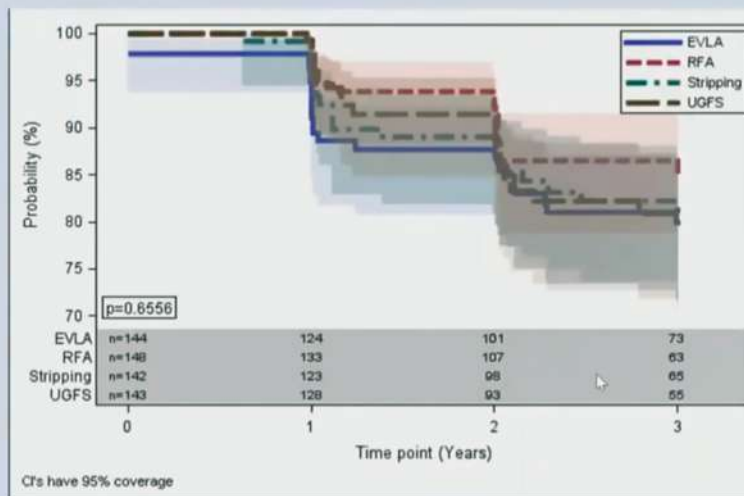 100
95
90
85
80
75
70
Probability (%)
EVLA
RFA
Stripping
UGFS
p=0.6556
EVLA n=144 124 101 73
RFA n=148 133 107 63
Stripping n=142 123 98 65
UGFS n=143 128 93 55
0 1 2 3
Time point (Years)
CI's have 95% coverage